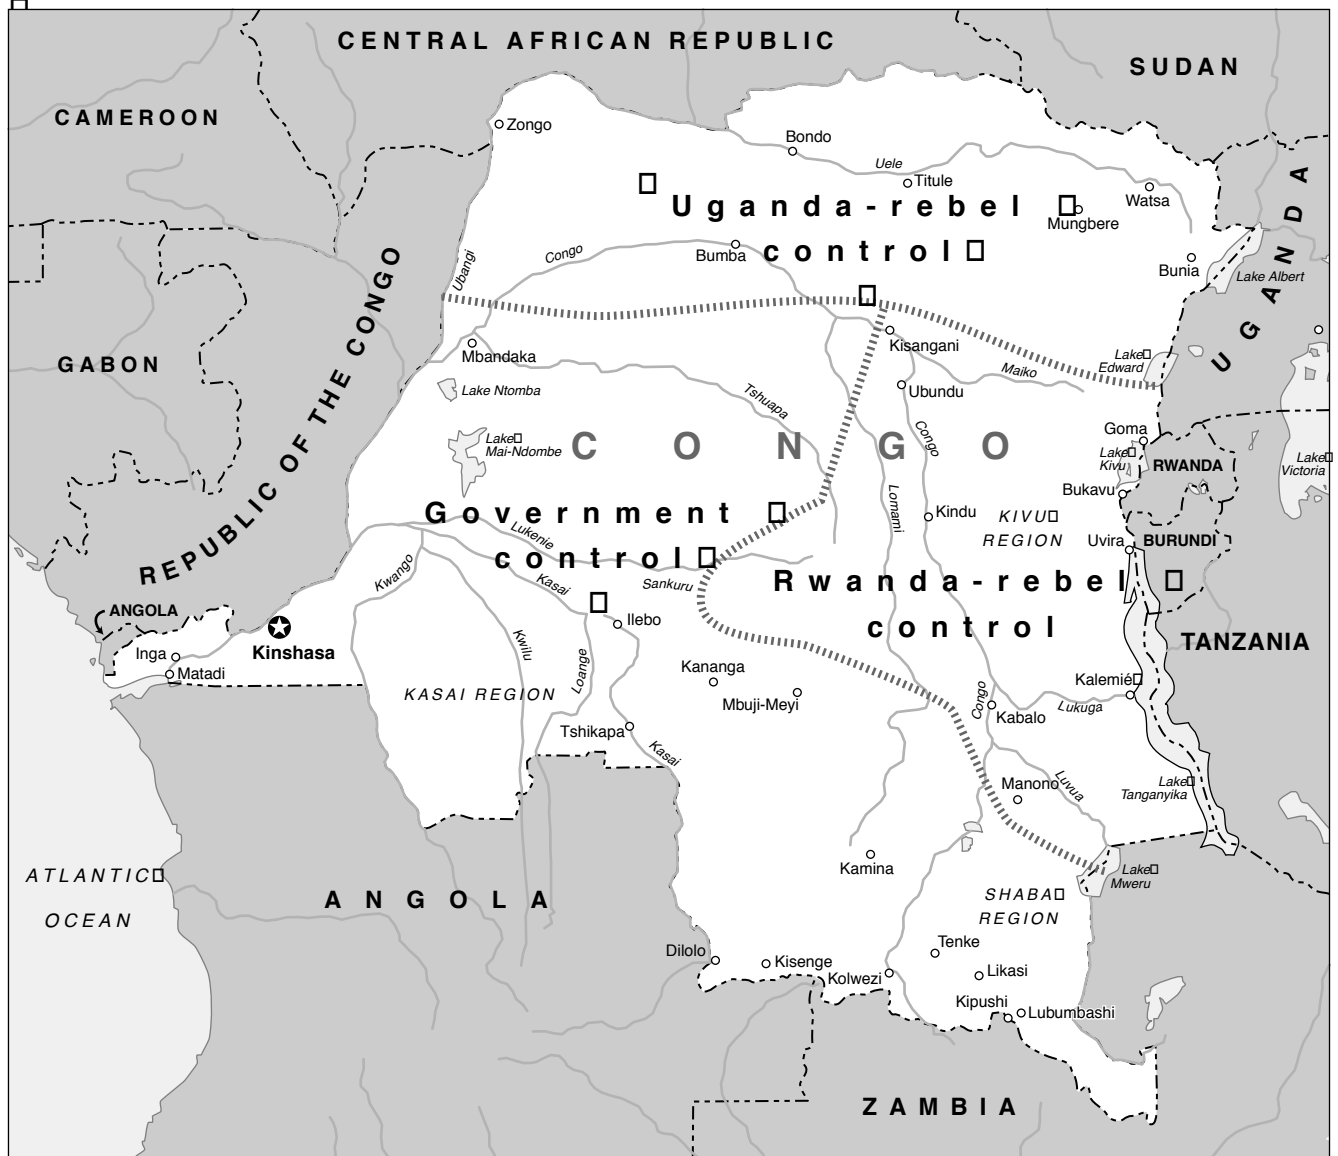 CENTRAL AFRICAN REPUBLIC
SUDAN
CAMEROON
Zongo
Bondo
Uele
Titule
Watsa
Uganda-rebel
control
Mungbere
UGANDA
Ubangi
Congo
Bumba
Bunia
Lake Albert
REPUBLIC OF THE CONGO
GABON
Mbandaka
Kisangani
Lake
Edward
Maiko
Lake Ntomba
Tshuapa
Ubundu
CONGO
Congo
Goma
Lake
Mai-Ndombe
Lake
Kivu
RWANDA
Lake
Victoria
Bukavu
Lomami
Government
control
Kindu
KIVU
REGION
Lukenie
Uvira
BURUNDI
Kwango
Kasai
Sankuru
Rwanda-rebel
control
ANGOLA
Ilebo
Kinshasa
Inga
Matadi
Kwilu
Loange
TANZANIA
Kananga
Mbuji-Meyi
KASAI REGION
Kalemié
Congo
Kabalo
Lukuga
Tshikapa
Kasai
Manono
Luvua
Lake
Tanganyika
Kamina
Lake
Mweru
ATLANTIC
OCEAN
ANGOLA
SHABA
REGION
Dilolo
Kisenge
Kolwezi
Tenke
Likasi
Kipushi
Lubumbashi
ZAMBIA